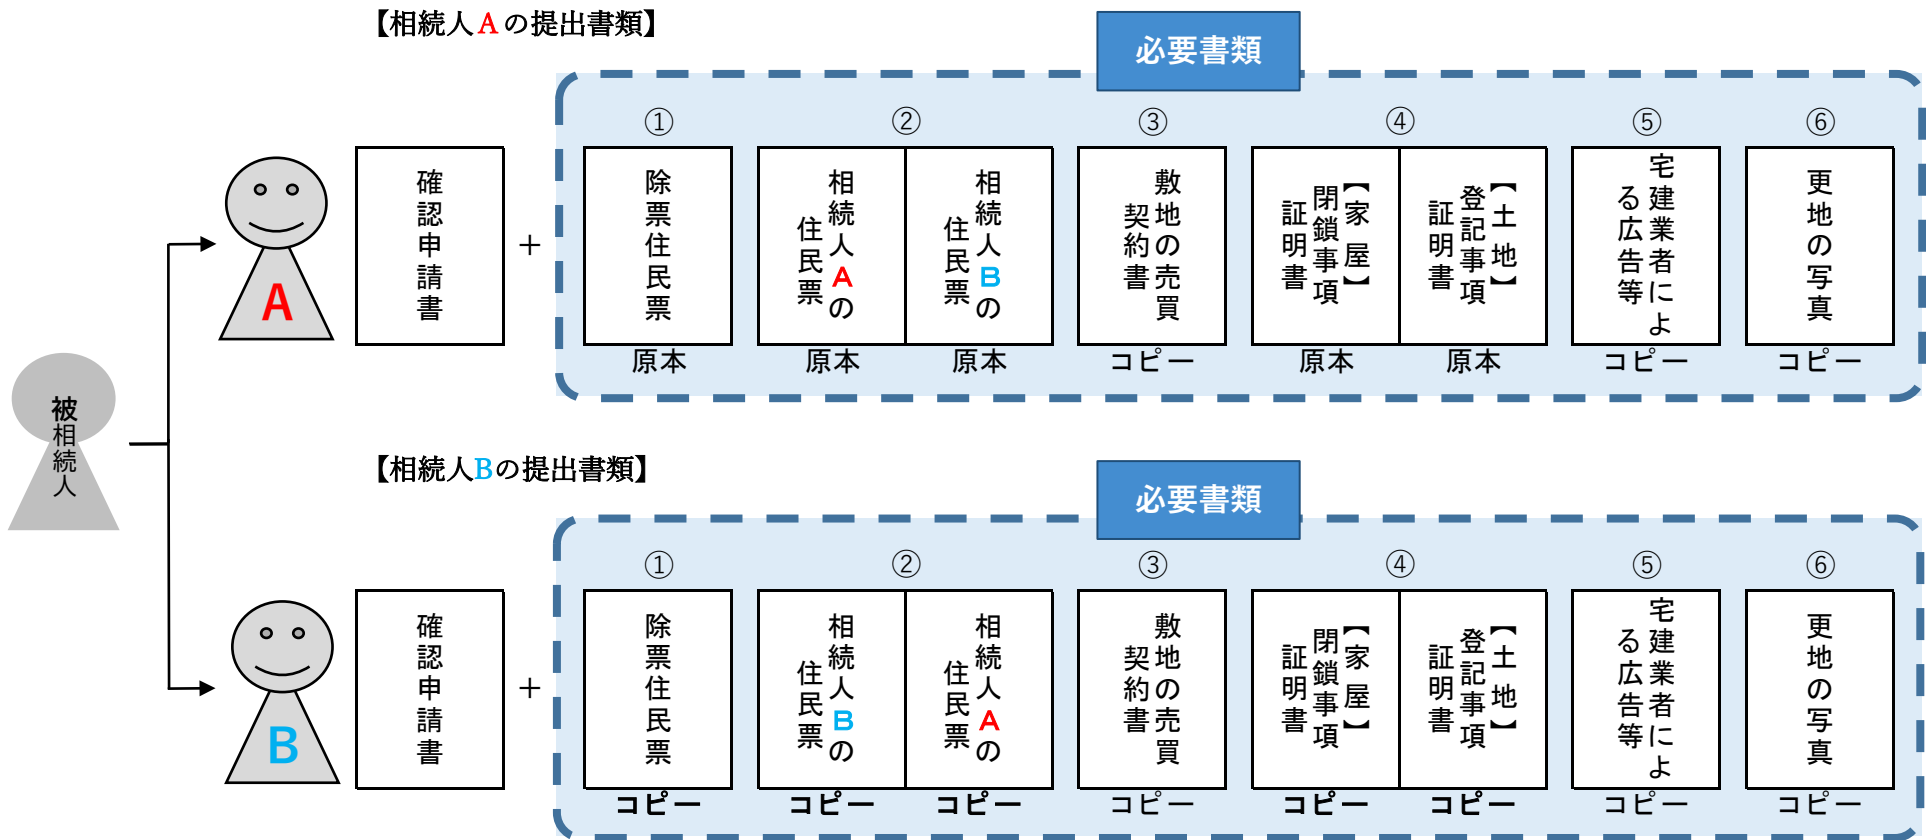 【相続人Aの提出書類】
必要書類
①
②
③
④
⑤
⑥
A
確認申請書
+
除票住民票
相続人Aの
住民票
相続人Bの
住民票
敷地の売買
契約書
【家屋】
閉鎖事項
証明書
【土地】
登記事項
証明書
宅建業者によ
る広告等
更地の写真
原本
原本
原本
コピー
原本
原本
コピー
コピー
被相続人
【相続人Bの提出書類】
必要書類
①
②
③
④
⑤
⑥
B
確認申請書
+
除票住民票
相続人Bの
住民票
相続人Aの
住民票
敷地の売買
契約書
【家屋】
閉鎖事項
証明書
【土地】
登記事項
証明書
宅建業者によ
る広告等
更地の写真
コピー
コピー
コピー
コピー
コピー
コピー
コピー
コピー